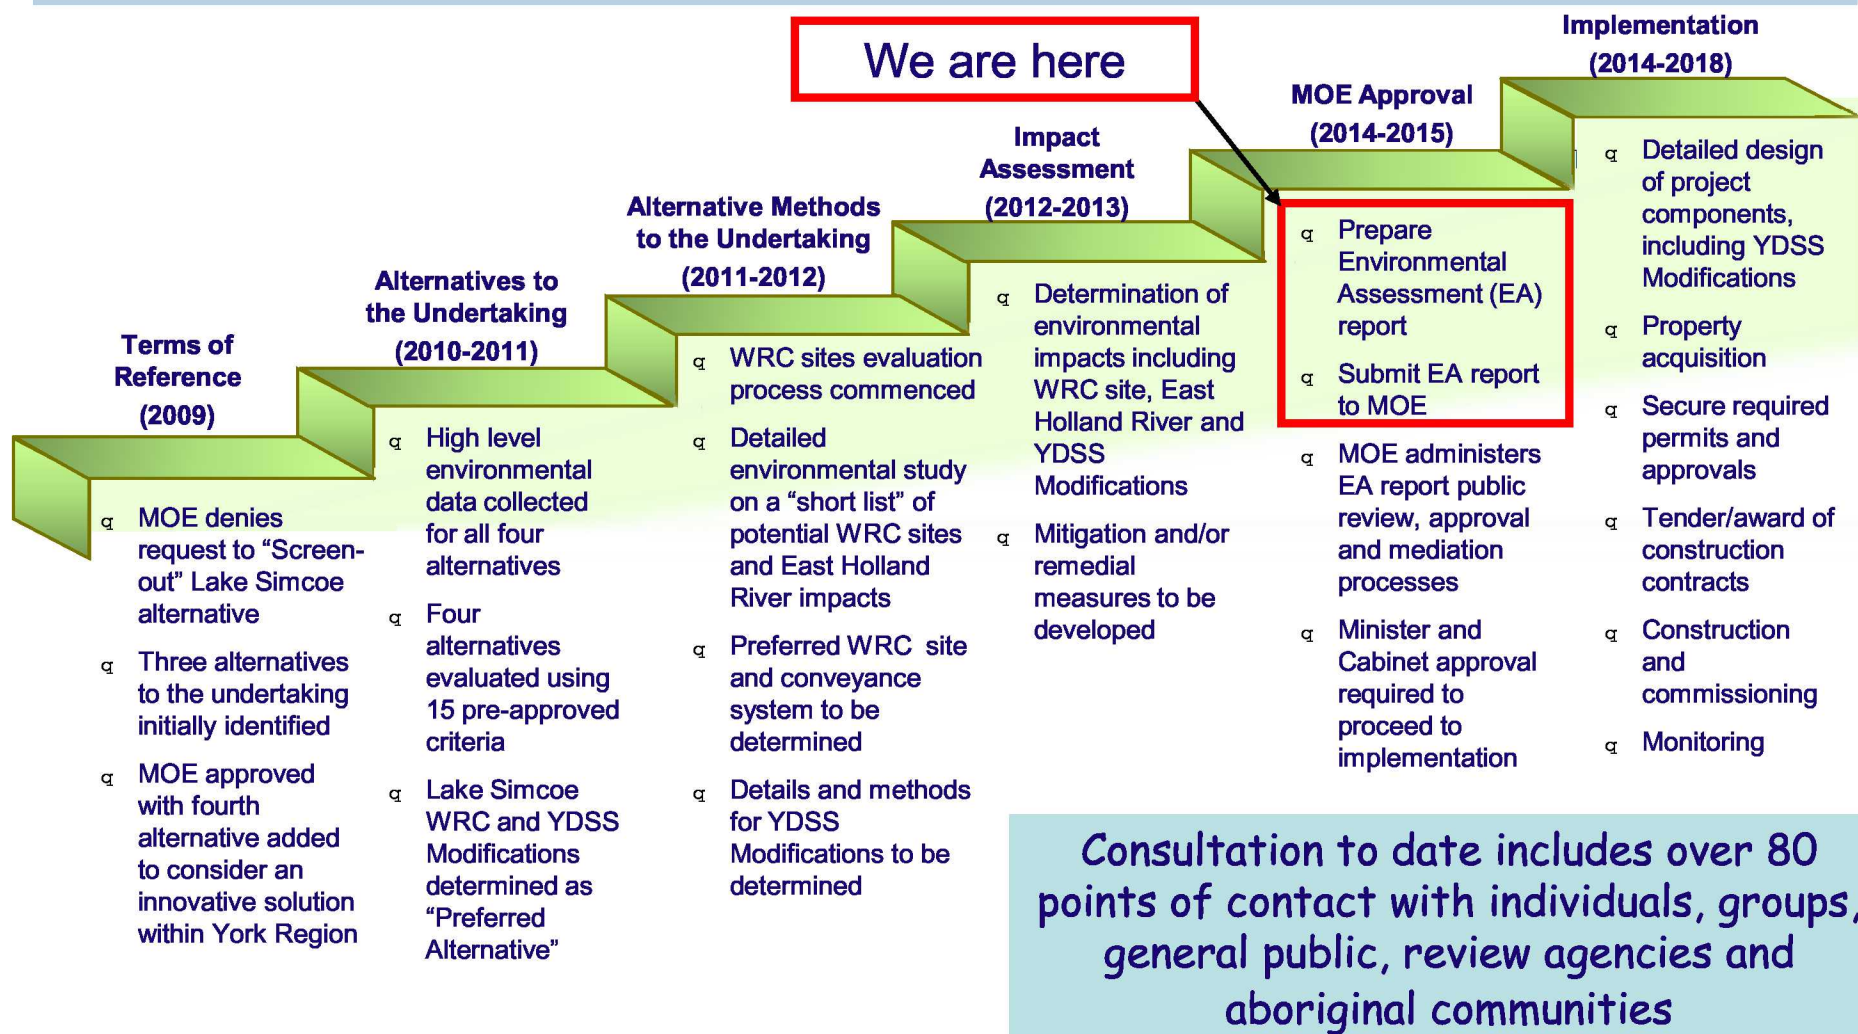 We are here
Terms of
Reference
(2009)
q MOE denies
request to “Screen-
out” Lake Simcoe
alternative
q Three alternatives
to the undertaking
initially identified
q MOE approved
with fourth
alternative added
to consider an
innovative solution
within York Region
Alternatives to
the Undertaking
(2010-2011)
q High level
environmental
data collected
for all four
alternatives
q Four
alternatives
evaluated using
15 pre-approved
criteria
q Lake Simcoe
WRC and YDSS
Modifications
determined as
“Preferred
Alternative”
Alternative Methods
to the Undertaking
(2011-2012)
q WRC sites evaluation
process commenced
q Detailed
environmental study
on a “short list” of
potential WRC sites
and East Holland
River impacts
q Preferred WRC site
and conveyance
system to be
determined
q Details and methods
for YDSS
Modifications to be
determined
Impact
Assessment
(2012-2013)
q Determination of
environmental
impacts including
WRC site, East
Holland River and
YDSS
Modifications
q Mitigation and/or
remedial
measures to be
developed
MOE Approval
(2014-2015)
q Prepare
Environmental
Assessment (EA)
report
q Submit EA report
to MOE
q MOE administers
EA report public
review, approval
and mediation
processes
q Minister and
Cabinet approval
required to
proceed to
implementation
Implementation
(2014-2018)
q Detailed design
of project
components,
including YDSS
Modifications
q Property
acquisition
q Secure required
permits and
approvals
q Tender/award of
construction
contracts
q Construction
and
commissioning
q Monitoring
Consultation to date includes over 80
points of contact with individuals, groups,
general public, review agencies and
aboriginal communities